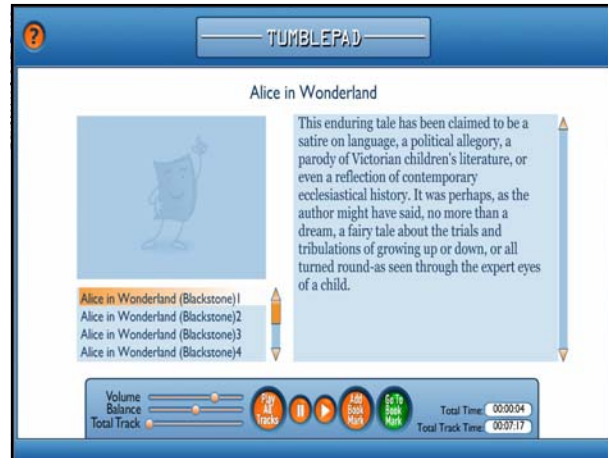 ?
TUMBLEPAD
Alice in Wonderland
This enduring tale has been claimed to be a
satire on language, a political allegory, a
parody of Victorian children's literature, or
even a reflection of contemporary
ecclesiastical history. It was perhaps, as the
author might have said, no more than a
dream, a fairy tale about the trials and
tribulations of growing up or down, or all
turned round-as seen through the expert eyes
of a child.
Alice in Wonderland (Blackstone)1
Alice in Wonderland (Blackstone)2
Alice in Wonderland (Blackstone)3
Alice in Wonderland (Blackstone)4
Volume
Balance
Total Track
Play
All
Tracks
Add
Book
Mark
Go To
Book
Mark
Total Time: 00:00:04
Total Track Time: 00:07:17